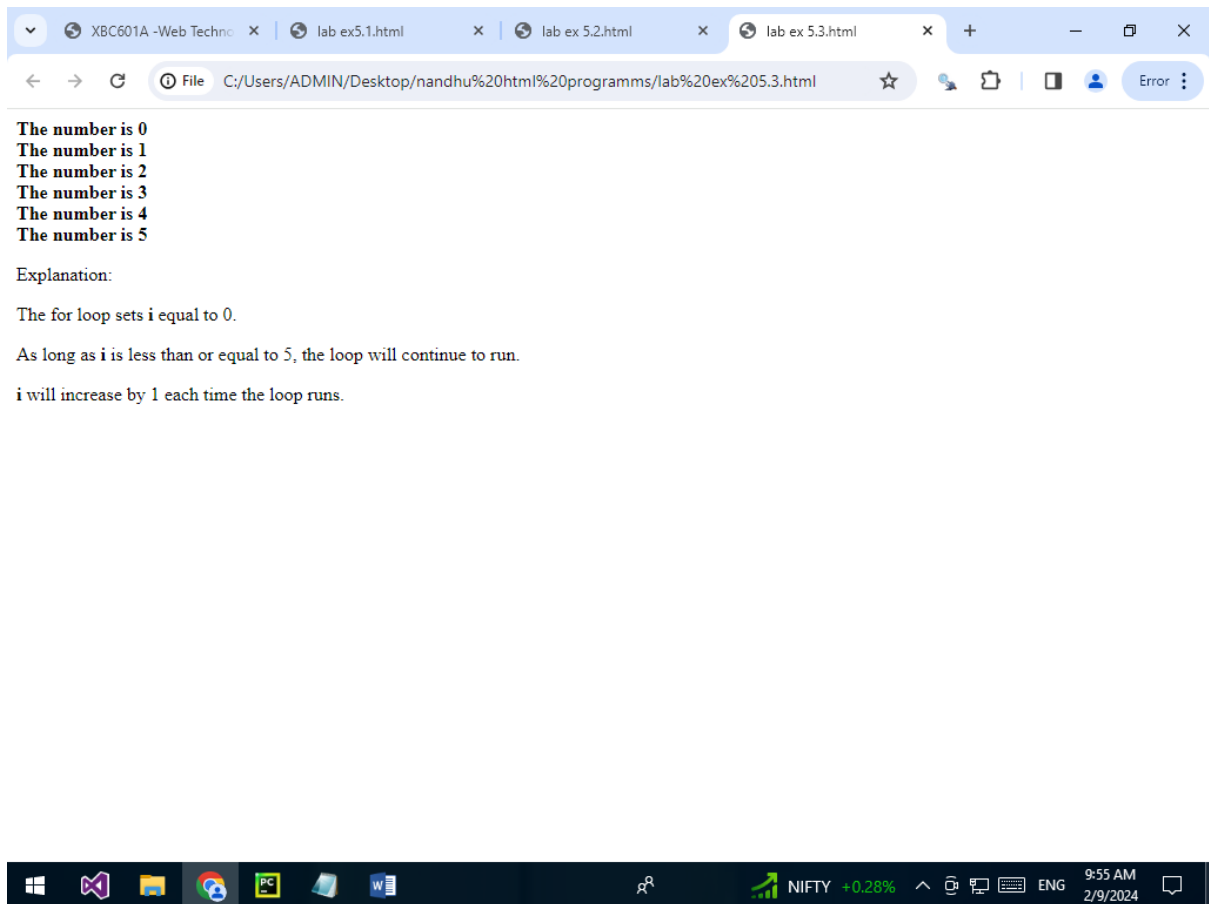 XBC601A -Web Techno
lab ex5.1.html
lab ex 5.2.html
lab ex 5.3.html
File
C:/Users/ADMIN/Desktop/nandhu%20html%20programms/lab%20ex%205.3.html
Error
The number is 0
The number is 1
The number is 2
The number is 3
The number is 4
The number is 5
Explanation:
The for loop sets i equal to 0.
As long as i is less than or equal to 5, the loop will continue to run.
i will increase by 1 each time the loop runs.
PC
W
NIFTY +0.28%
ENG
9:55 AM
2/9/2024